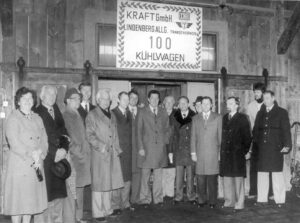 KRAFT GmbH
LINDENBERG/ALLG.
100
KÜHLWAGEN